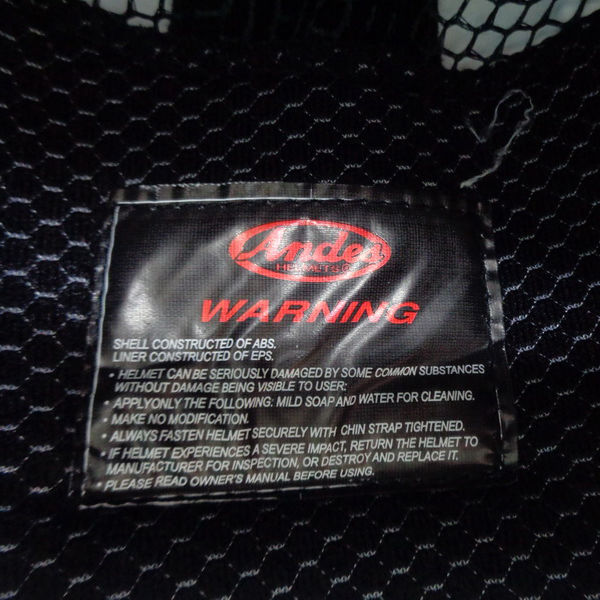 Andes
HELMETS
WARNING
SHELL CONSTRUCTED OF ABS.
LINER CONSTRUCTED OF EPS.
• HELMET CAN BE SERIOUSLY DAMAGED BY SOME COMMON SUBSTANCES
WITHOUT DAMAGE BEING VISIBLE TO USER:
• APPLYONLY THE FOLLOWING: MILD SOAP AND WATER FOR CLEANING.
• MAKE NO MODIFICATION.
• ALWAYS FASTEN HELMET SECURELY WITH CHIN STRAP TIGHTENED.
• IF HELMET EXPERIENCES A SEVERE IMPACT, RETURN THE HELMET TO
MANUFACTURER FOR INSPECTION, OR DESTROY AND REPLACE IT.
• PLEASE READ OWNER'S MANUAL BEFORE USING.